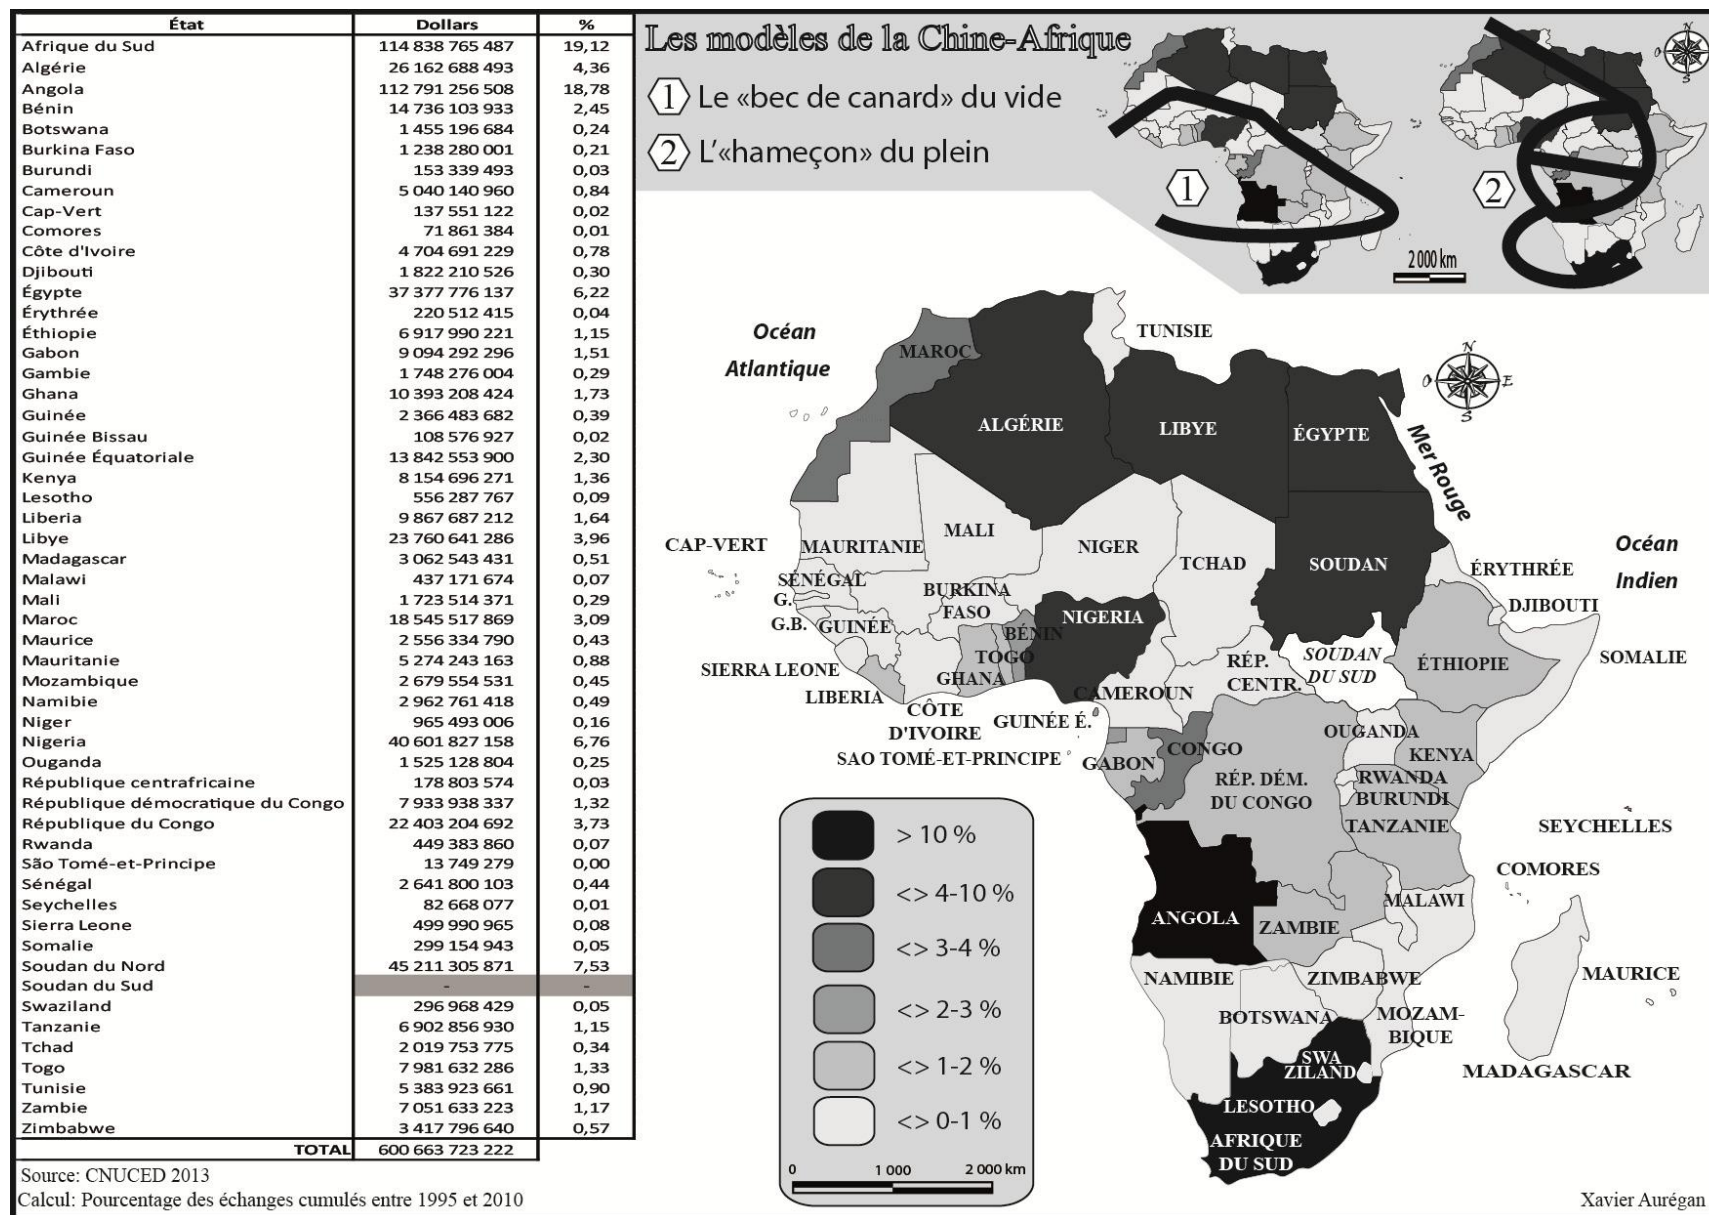 État Dollars %
Afrique du Sud 114 838 765 487 19,12
Algérie 26 162 688 493 4,36
Angola 112 791 256 508 18,78
Bénin 14 736 103 933 2,45
Botswana 1 455 196 684 0,24
Burkina Faso 1 238 280 001 0,21
Burundi 153 339 493 0,03
Cameroun 5 040 140 960 0,84
Cap-Vert 137 551 122 0,02
Comores 71 861 384 0,01
Côte d'Ivoire 4 704 691 229 0,78
Djibouti 1 822 210 526 0,30
Égypte 37 377 776 137 6,22
Érythrée 220 512 415 0,04
Éthiopie 6 917 990 221 1,15
Gabon 9 094 292 296 1,51
Gambie 1 748 276 004 0,29
Ghana 10 393 208 424 1,73
Guinée 2 366 483 682 0,39
Guinée Bissau 108 576 927 0,02
Guinée Équatoriale 13 842 553 900 2,30
Kenya 8 154 696 271 1,36
Lesotho 556 287 767 0,09
Liberia 9 867 687 212 1,64
Libye 23 760 641 286 3,96
Madagascar 3 062 543 431 0,51
Malawi 437 171 674 0,07
Mali 1 723 514 371 0,29
Maroc 18 545 517 869 3,09
Maurice 2 556 334 790 0,43
Mauritanie 5 274 243 163 0,88
Mozambique 2 679 554 531 0,45
Namibie 2 962 761 418 0,49
Niger 965 493 006 0,16
Nigeria 40 601 827 158 6,76
Ouganda 1 525 128 804 0,25
République centrafricaine 178 803 574 0,03
République démocratique du Congo 7 933 938 337 1,32
République du Congo 22 403 204 692 3,73
Rwanda 449 383 860 0,07
São Tomé-et-Principe 13 749 279 0,00
Sénégal 2 641 800 103 0,44
Seychelles 82 668 077 0,01
Sierra Leone 499 990 965 0,08
Somalie 299 154 943 0,05
Soudan du Nord 45 211 305 871 7,53
Soudan du Sud - -
Swaziland 296 968 429 0,05
Tanzanie 6 902 856 930 1,15
Tchad 2 019 753 775 0,34
Togo 7 981 632 286 1,33
Tunisie 5 383 923 661 0,90
Zambie 7 051 633 223 1,17
Zimbabwe 3 417 796 640 0,57
TOTAL 600 663 723 222
Source: CNUCED 2013
Calcul: Pourcentage des échanges cumulés entre 1995 et 2010
Les modèles de la Chine-Afrique
1 Le «bec de canard» du vide
2 L'«hameçon» du plein
1
2
2 000 km
N
O
E
S
Océan
Atlantique
TUNISIE
MAROC
ALGÉRIE
LIBYE
ÉGYPTE
N
O
E
S
Mer Rouge
Océan
Indien
CAP-VERT
MAURITANIE
MALI
NIGER
TCHAD
SOUDAN
ÉRYTHRÉE
DJIBOUTI
SÉNÉGAL
G.
G.B.
GUINÉE
BURKINA
FASO
NIGERIA
BÉNIN
TOGO
GHANA
SIERRA LEONE
LIBERIA
CÔTE
D'IVOIRE
CAMEROUN
RÉP.
CENTR.
SOUDAN
DU SUD
ÉTHIOPIE
SOMALIE
GUINÉE É.
SAO TOMÉ-ET-PRINCIPE
GABON
CONGO
RÉP. DÉM.
DU CONGO
OUGANDA
KENYA
RWANDA
BURUNDI
TANZANIE
SEYCHELLES
COMORES
ANGOLA
ZAMBIE
MALAWI
NAMIBIE
ZIMBABWE
BOTSWANA
MOZAM-
BIQUE
MAURICE
MADAGASCAR
SWA
ZILAND
LESOTHO
AFRIQUE
DU SUD
> 10 %
<> 4-10 %
<> 3-4 %
<> 2-3 %
<> 1-2 %
<> 0-1 %
0 1 000 2 000 km
Xavier Aurégan